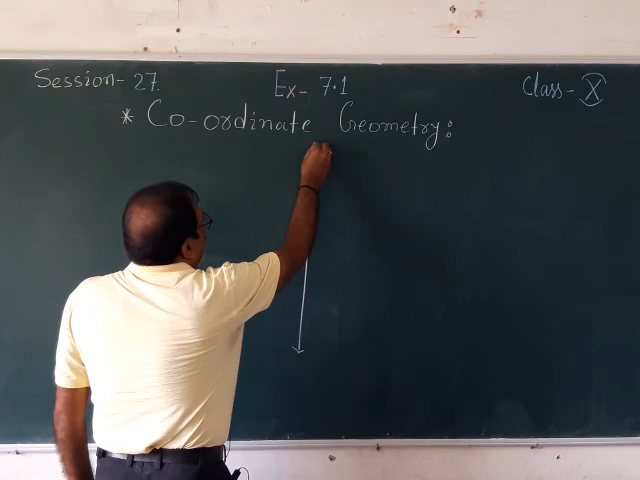 Session- 27.
Ex- 7.1
Class- X
* Co-ordinate Geometry: